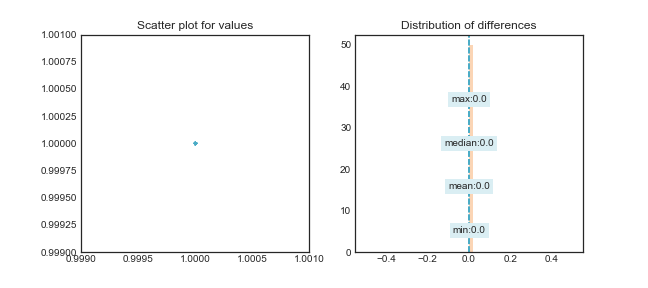 Scatter plot for values
1.00100
1.00075
1.00050
1.00025
1.00000
0.99975
0.99950
0.99925
0.99900
0.9990 0.9995 1.0000 1.0005 1.0010
Distribution of differences
50
40
30
20
10
0
max:0.0
median:0.0
mean:0.0
min:0.0
−0.4 −0.2 0.0 0.2 0.4